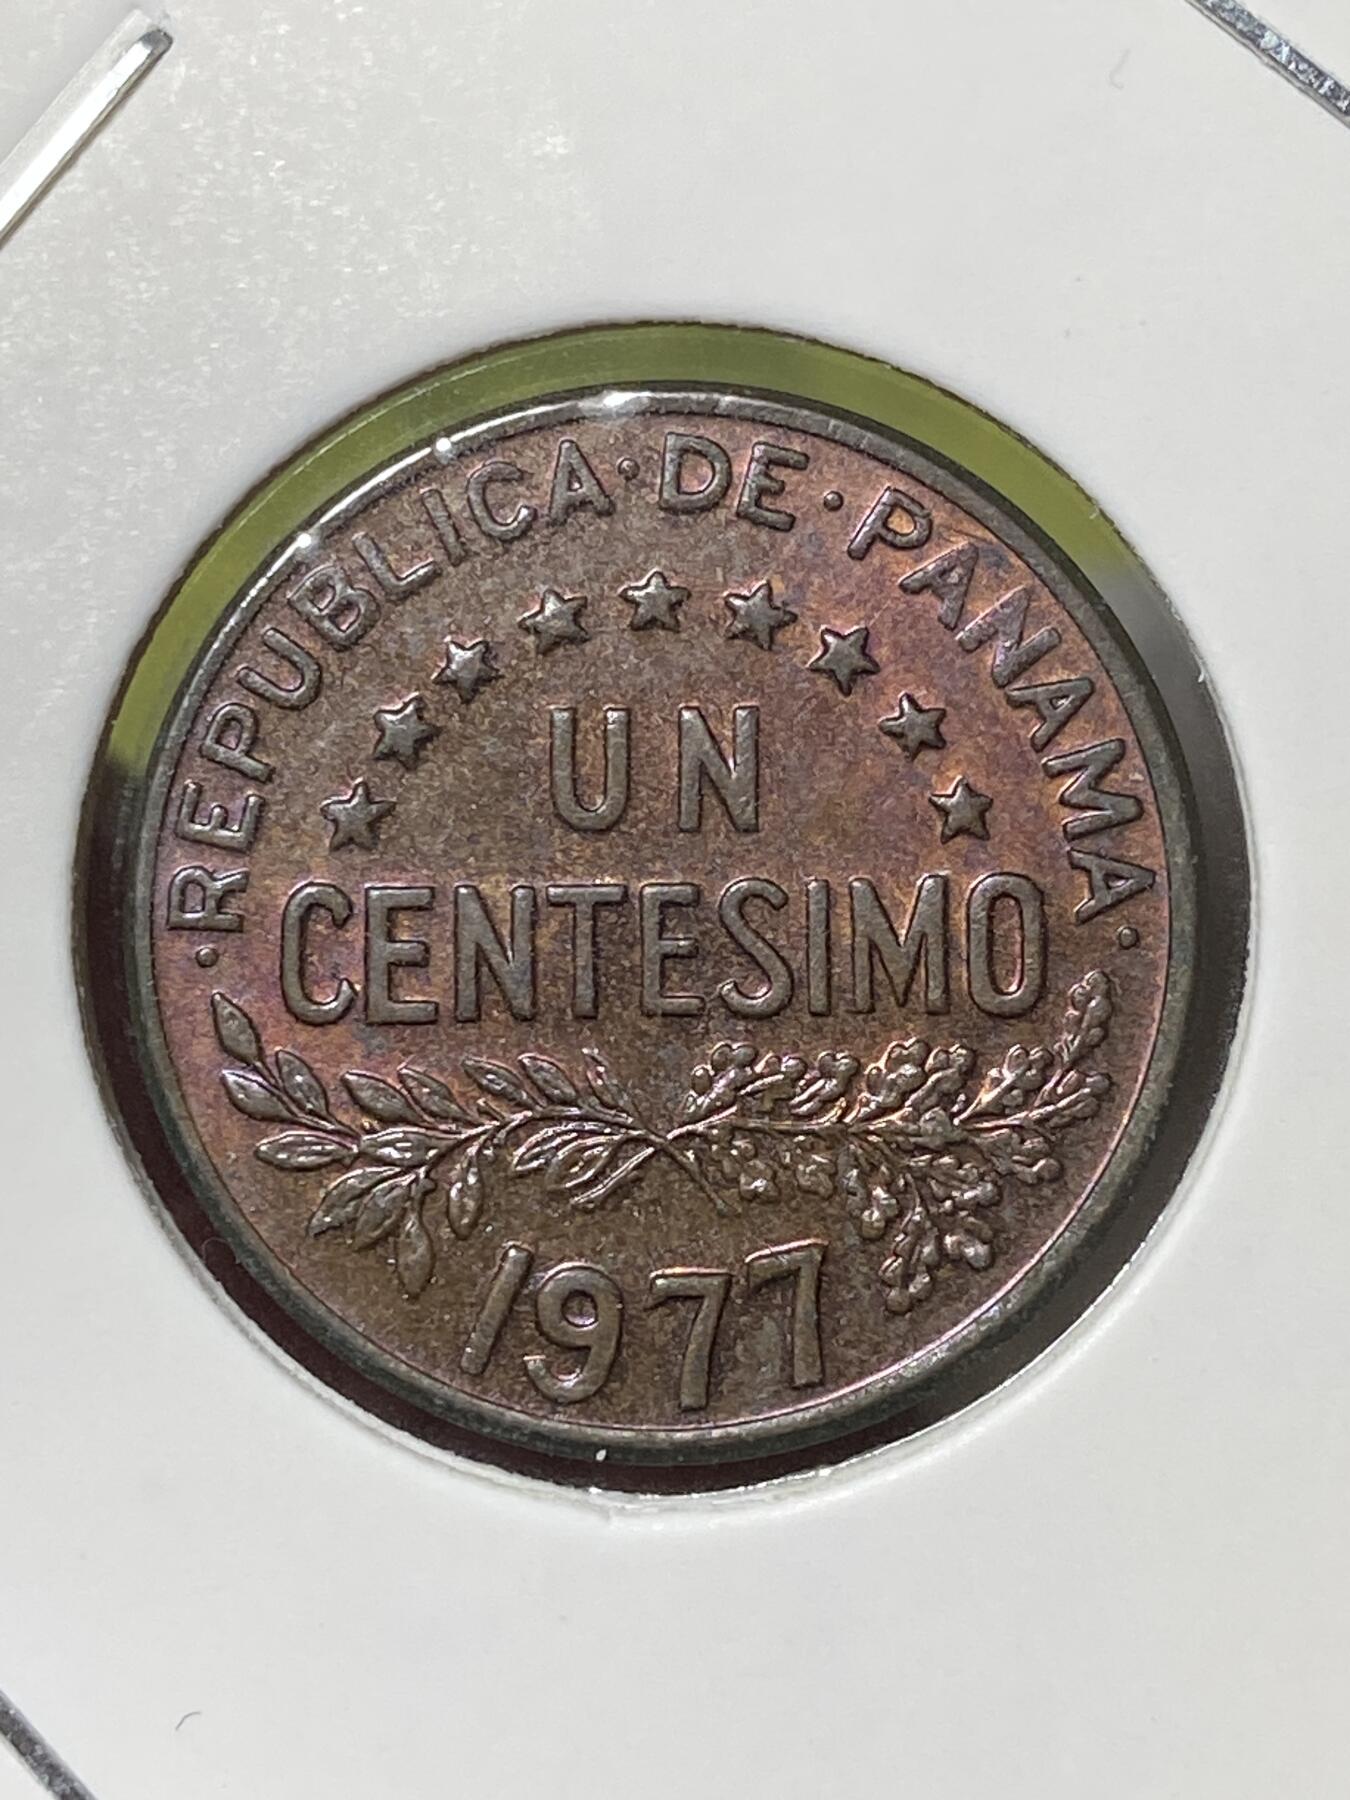 ·REPUBLICA·DE·PANAMA·
UN
CENTESIMO
1977